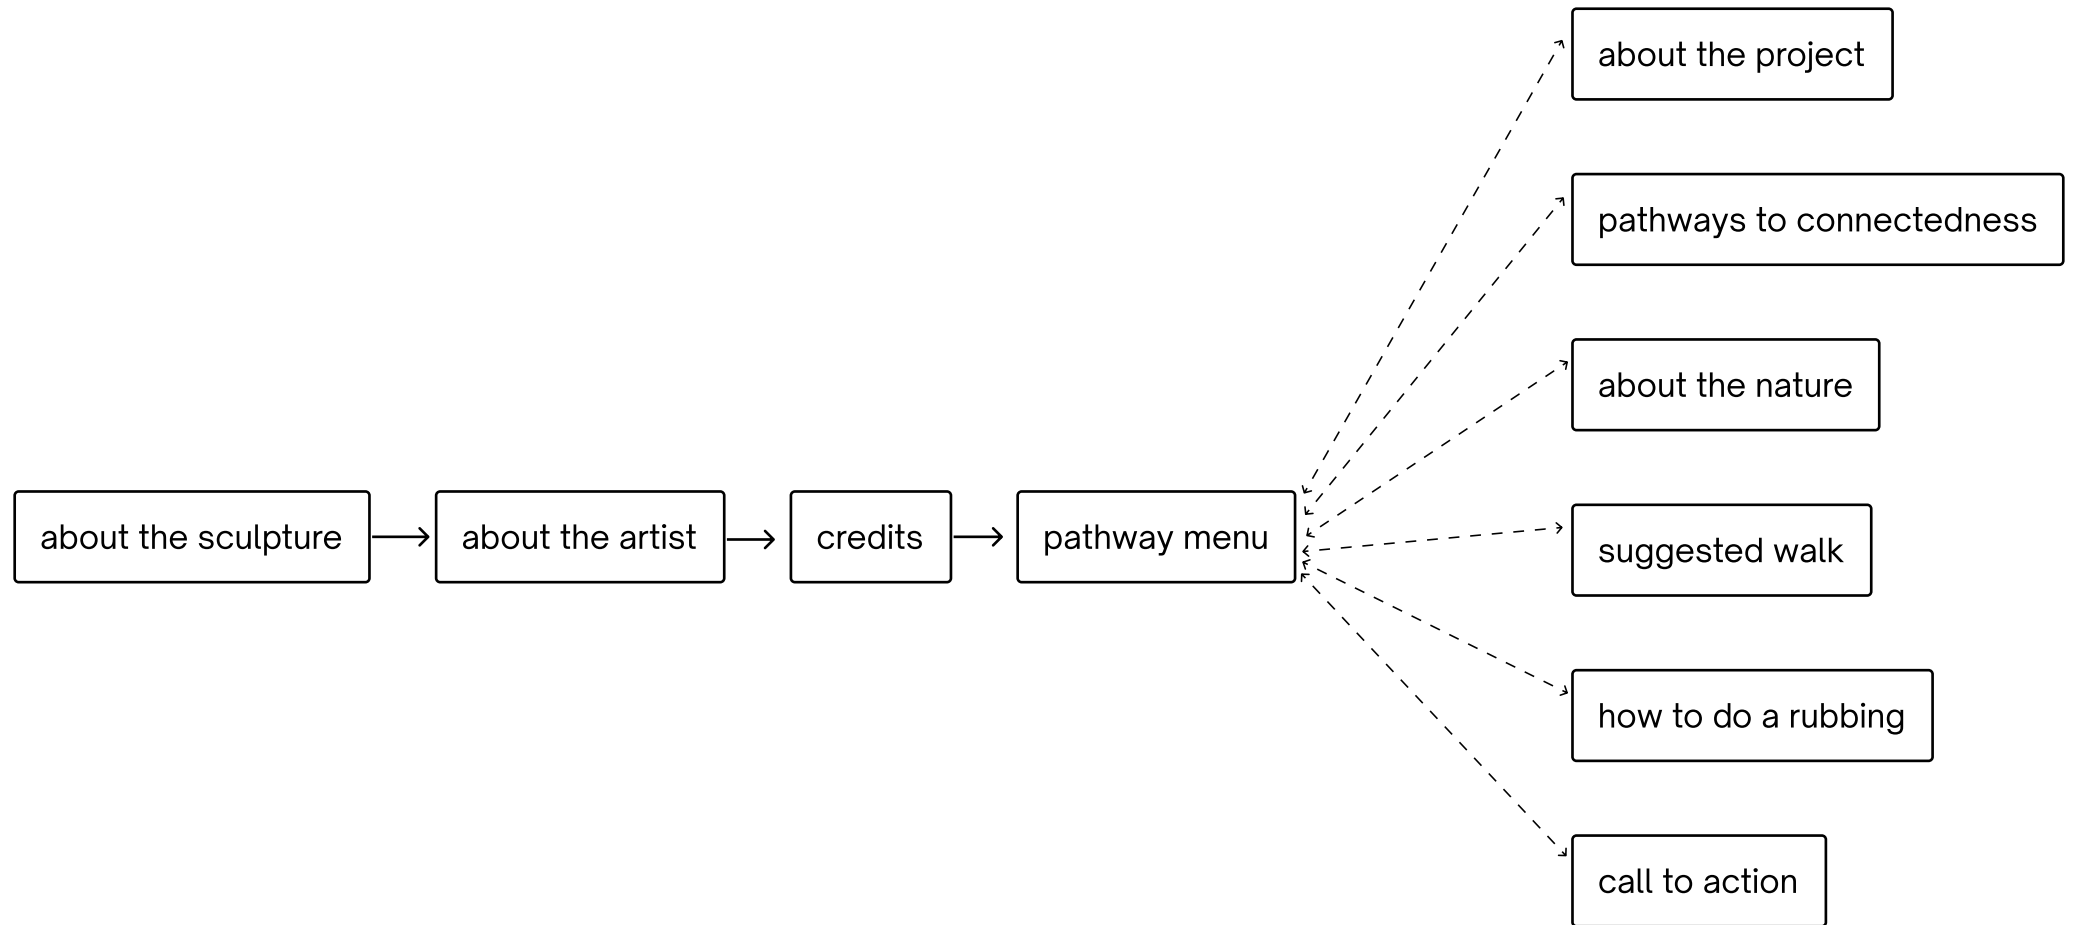 about the project
pathways to connectedness
about the nature
about the sculpture
about the artist
credits
pathway menu
suggested walk
how to do a rubbing
call to action